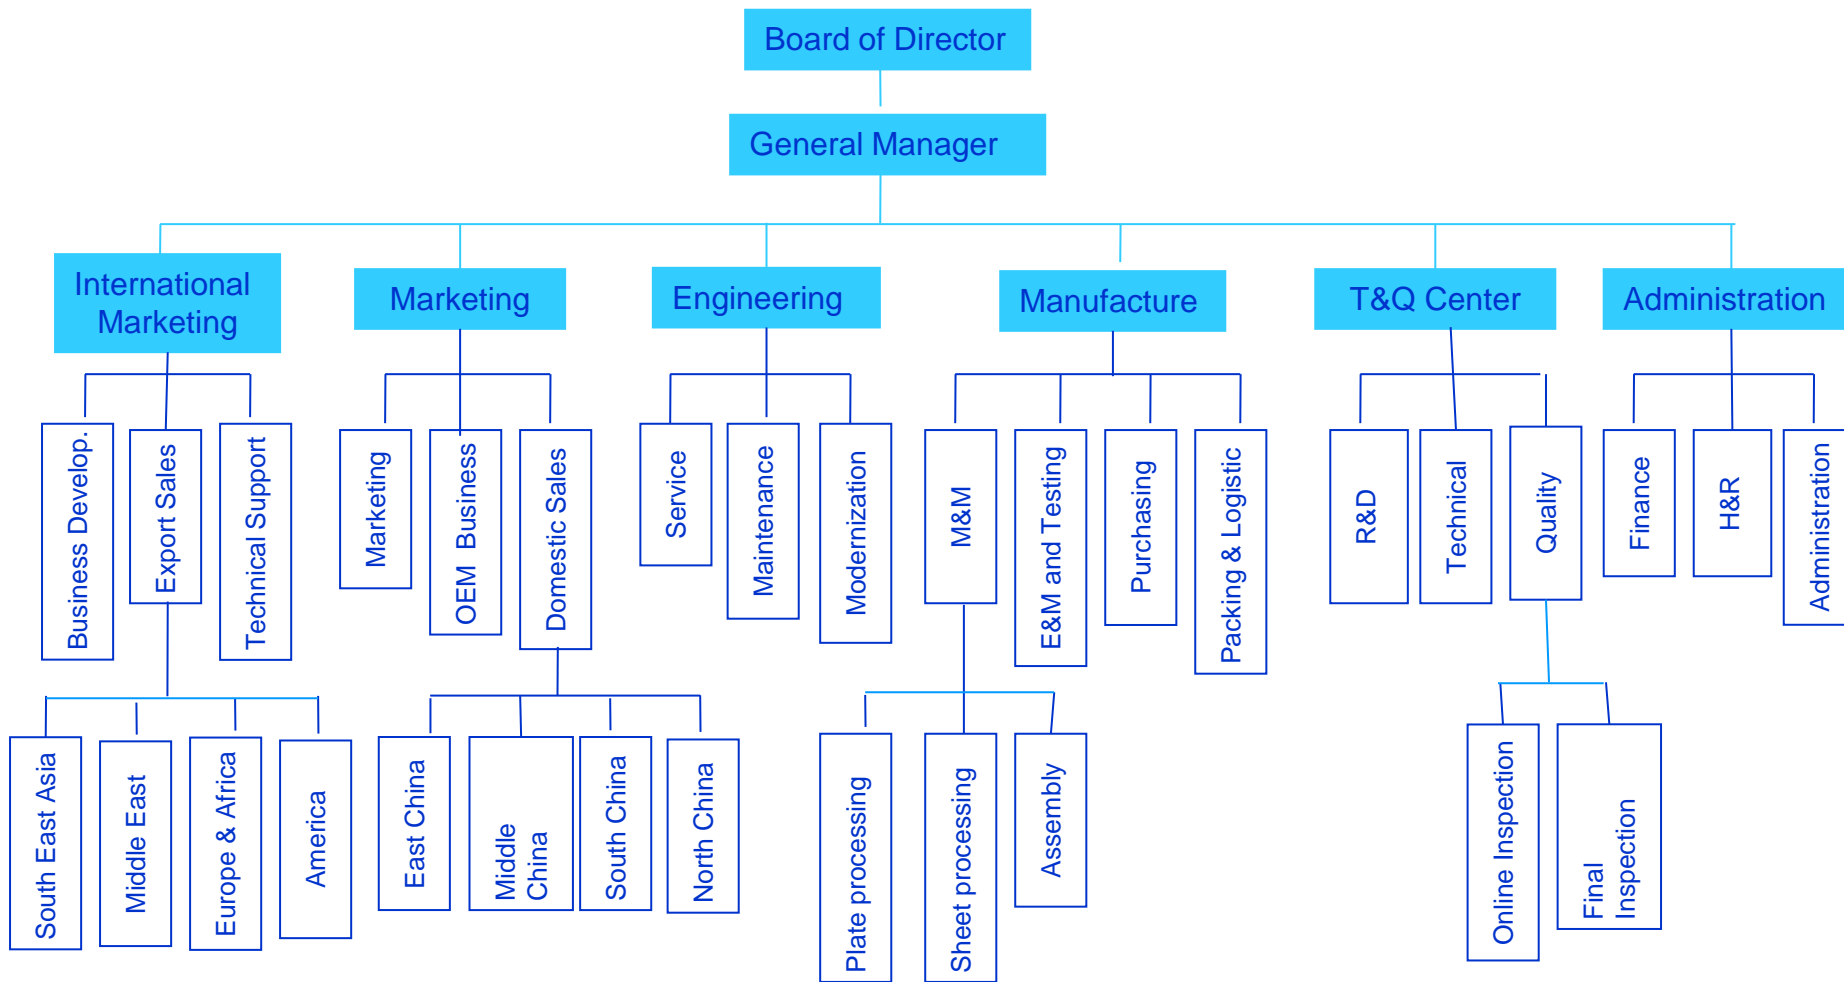 Board of Director
General Manager
International
Marketing
Marketing
Engineering
Manufacture
T&Q Center
Administration
Business Develop.
Export Sales
Technical Support
Marketing
OEM Business
Domestic Sales
Service
Maintenance
Modernization
M&M
E&M and Testing
Purchasing
Packing & Logistic
R&D
Technical
Quality
Finance
H&R
Administration
South East Asia
Middle East
Europe & Africa
America
East China
Middle
China
South China
North China
Plate processing
Sheet processing
Assembly
Online Inspection
Final
Inspection